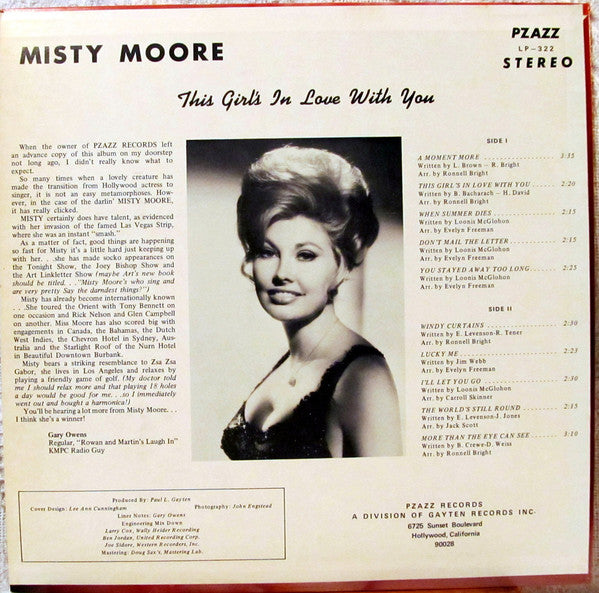 MISTY MOORE
PZAZZ
LP-322
STEREO
This Girl's In Love With You
When the owner of PZAZZ RECORDS left
an advance copy of this album on my doorstep
not long ago, I didn't really know what to
expect.
So many times when a lovely creature has
made the transition from Hollywood actress to
singer, it is not an easy metamorphoses. How-
ever, in the case of the darlin' MISTY MOORE,
it has really clicked.
MISTY certainly does have talent, as evidenced
with her invasion of the famed Las Vegas Strip,
where she was an instant "smash."
As a matter of fact, good things are happening
so fast for Misty it's a little hard just keeping up
with her. . .she has made socko appearances on
the Tonight Show, the Joey Bishop Show and
the Art Linkletter Show (maybe Art's new book
should be titled. . ."Misty Moore's who sing and
are very pretty Say the darndest things?")
Misty has already become internationally known
. . .She toured the Orient with Tony Bennett on
one occasion and Rick Nelson and Glen Campbell
on another. Miss Moore has also scored big with
engagements in Canada, the Bahamas, the Dutch
West Indies, the Chevron Hotel in Sydney, Aus-
tralia and the Starlight Roof of the Nunn Hotel
in Beautiful Downtown Burbank.
Misty bears a striking resemblance to Zsa Zsa
Gabor, she lives in Los Angeles and relaxes by
playing a friendly game of golf. (My doctor told
me I should relax more and that playing 18 holes
a day would be good for me. . .so I immediately
went out and bought a harmonica!)
You'll be hearing a lot more from Misty Moore. . .
I think she's a winner!
Gary Owens
Regular, "Rowan and Martin's Laugh In"
KMPC Radio Guy
SIDE I
A MOMENT MORE 3:35
Written by L. Brown – R. Bright
Arr. by Ronnell Bright
THIS GIRL'S IN LOVE WITH YOU 2:20
Written by B. Bacharach – H. David
Arr. by Ronnell Bright
WHEN SUMMER DIES 2:15
Written by Loonis McGlohon
Arr. by Evelyn Freeman
DON'T MAIL THE LETTER 2:15
Written by Loonis McGlohon
Arr. by Evelyn Freeman
YOU STAYED AWAY TOO LONG 2:25
Written by Loonis McGlohon
Arr. by Evelyn Freeman
SIDE II
WINDY CURTAINS 2:30
Written by E. Levenson-R. Tener
Arr. by Ronnell Bright
LUCKY ME 2:23
Written by Jim Webb
Arr. by Evelyn Freeman
I'LL LET YOU GO 2:30
Written by Loonis McGlohon
Arr. by Carroll Skinner
THE WORLD'S STILL ROUND 2:15
Written by E. Levenson-J. Jones
Arr. by Jack Scott
MORE THAN THE EYE CAN SEE 3:10
Written by B. Crewe-D. Weiss
Arr. by Ronnell Bright
Produced By: Paul L. Gayten
Cover Design: Lee Ann Cunningham Photography: John Engstead
Lines Notes: Gary Owens
Engineering Mix Down
Larry Cox, Wally Heider Recording
Ben Jordan, United Recording Corp.
Joe Sidore, Western Recorders, Inc.
Mastering: Doug Sax's, Mastering Lab.
PZAZZ RECORDS
A DIVISION OF GAYTEN RECORDS INC.
6725 Sunset Boulevard
Hollywood, California
90028